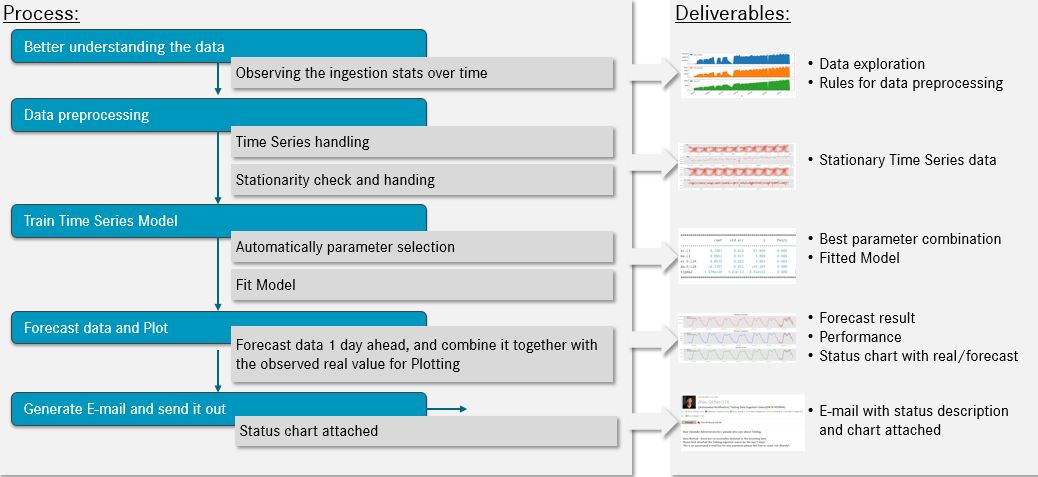 Process:
Deliverables:
Better understanding the data
Observing the ingestion stats over time
• Data exploration
• Rules for data preprocessing
Data preprocessing
Time Series handling
Stationarity check and handing
• Stationary Time Series data
Train Time Series Model
Automatically parameter selection
Fit Model
• Best parameter combination
• Fitted Model
Forecast data and Plot
Forecast data 1 day ahead, and combine it together with
the observed real value for Plotting
• Forecast result
• Performance
• Status chart with real/forecast
Generate E-mail and send it out
Status chart attached
• E-mail with status description
and chart attached